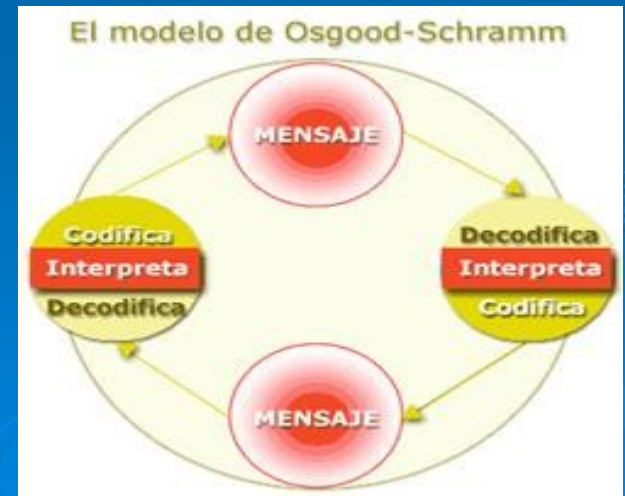 El modelo de Osgood-Schramm
MENSAJE
Codifica
Interpreta
Decodifica
Decodifica
Interpreta
Codifica
MENSAJE